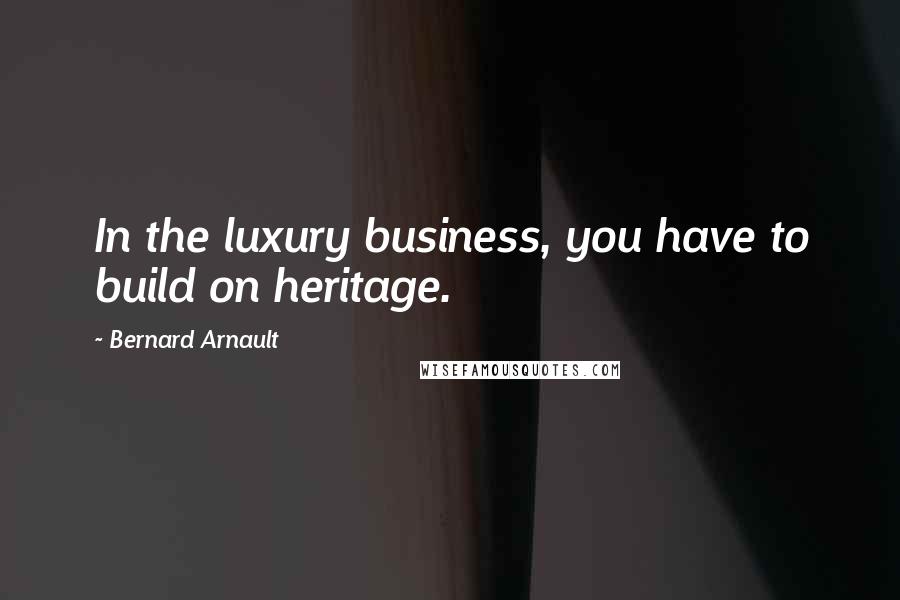 In the luxury business, you have to
build on heritage.
~ Bernard Arnault
WISEFAMOUSQUOTES.COM